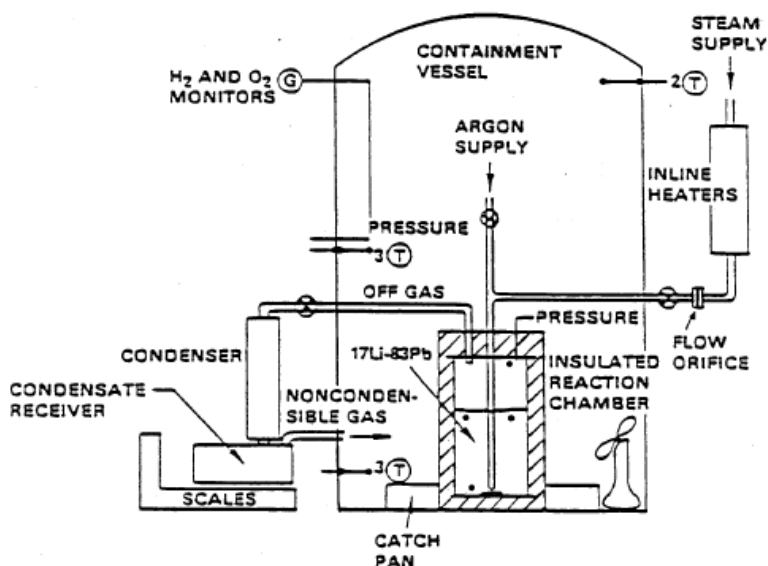 STEAM
SUPPLY
CONTAINMENT
VESSEL
H2 AND O2
MONITORS
G
2 T
ARGON
SUPPLY
INLINE
HEATERS
PRESSURE
3 T
OFF GAS
PRESSURE
FLOW
ORIFICE
CONDENSER
17Li-83Pb
INSULATED
REACTION
CHAMBER
CONDENSATE
RECEIVER
NONCONDEN-
SIBLE GAS
3 T
SCALES
CATCH
PAN